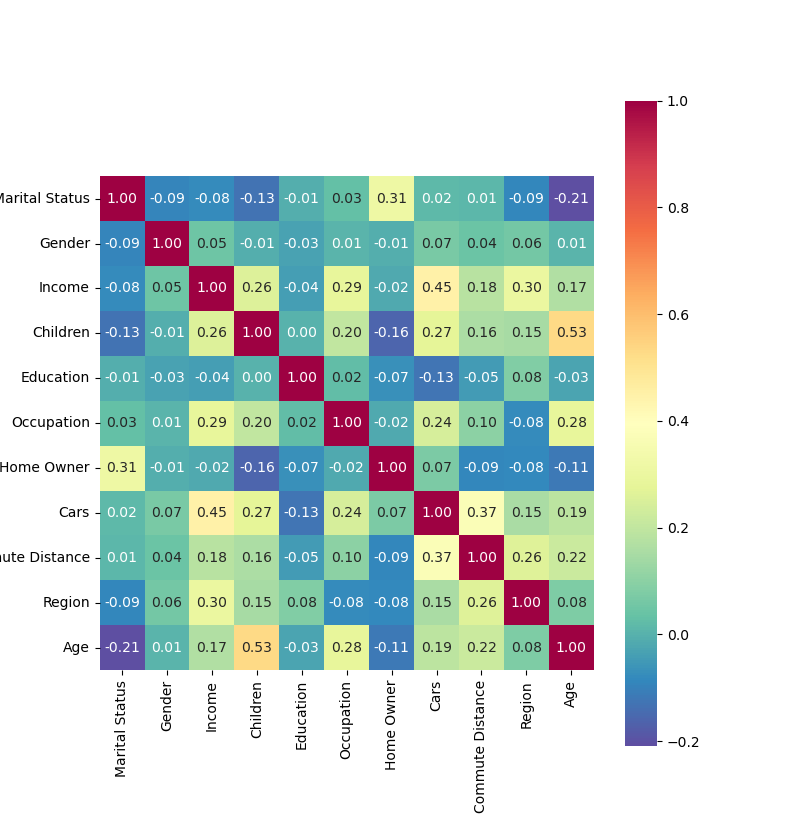 1.0
Marital Status 1.00 -0.09 -0.08 -0.13 -0.01 0.03 0.31 0.02 0.01 -0.09 -0.21
0.8
Gender -0.09 1.00 0.05 -0.01 -0.03 0.01 -0.01 0.07 0.04 0.06 0.01
Income -0.08 0.05 1.00 0.26 -0.04 0.29 -0.02 0.45 0.18 0.30 0.17
0.6
Children -0.13 -0.01 0.26 1.00 0.00 0.20 -0.16 0.27 0.16 0.15 0.53
Education -0.01 -0.03 -0.04 0.00 1.00 0.02 -0.07 -0.13 -0.05 0.08 -0.03
0.4
Occupation 0.03 0.01 0.29 0.20 0.02 1.00 -0.02 0.24 0.10 -0.08 0.28
Home Owner 0.31 -0.01 -0.02 -0.16 -0.07 -0.02 1.00 0.07 -0.09 -0.08 -0.11
Cars 0.02 0.07 0.45 0.27 -0.13 0.24 0.07 1.00 0.37 0.15 0.19
0.2
ute Distance 0.01 0.04 0.18 0.16 -0.05 0.10 -0.09 0.37 1.00 0.26 0.22
Region -0.09 0.06 0.30 0.15 0.08 -0.08 -0.08 0.15 0.26 1.00 0.08
0.0
Age -0.21 0.01 0.17 0.53 -0.03 0.28 -0.11 0.19 0.22 0.08 1.00
−0.2
Marital Status
Gender
Income
Children
Education
Occupation
Home Owner
Cars
Commute Distance
Region
Age